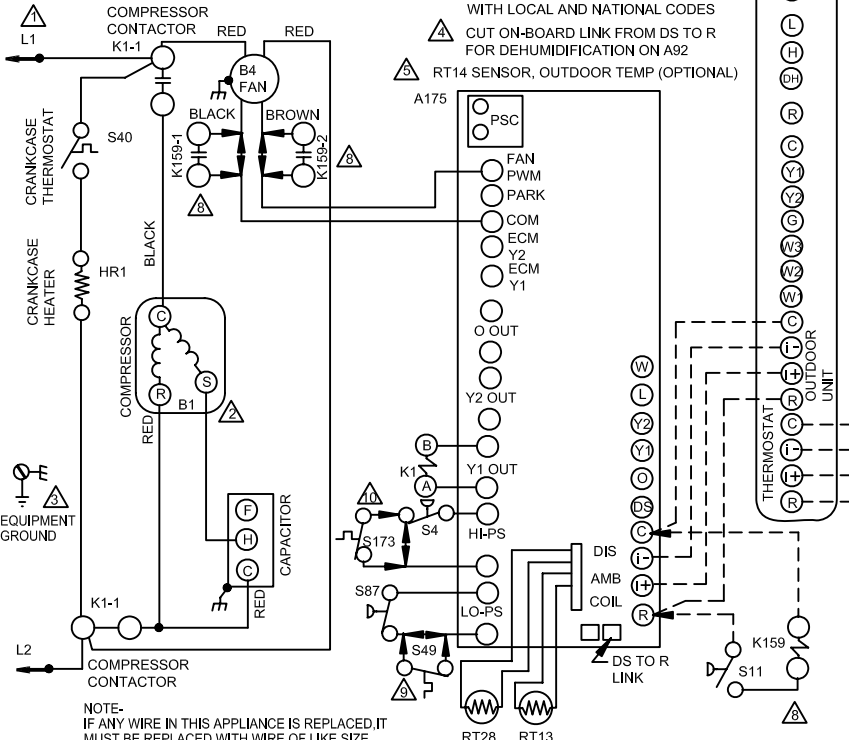 WITH LOCAL AND NATIONAL CODES
4 CUT ON-BOARD LINK FROM DS TO R
FOR DEHUMIDIFICATION ON A92
5 RT14 SENSOR, OUTDOOR TEMP (OPTIONAL)
1
L1
COMPRESSOR
CONTACTOR
K1-1
RED
RED
B4
FAN
BLACK
BROWN
K159-1
K159-2
8
8
S40
CRANKCASE
THERMOSTAT
CRANKCASE
HEATER
HR1
BLACK
COMPRESSOR
C
S
R
B1
2
RED
3
EQUIPMENT
GROUND
F
H
C
CAPACITOR
RED
K1-1
L2
COMPRESSOR
CONTACTOR
NOTE-
IF ANY WIRE IN THIS APPLIANCE IS REPLACED,IT
MUST BE REPLACED WITH WIRE OF LIKE SIZE,
A175
PSC
FAN
PWM
PARK
COM
ECM
Y2
ECM
Y1
O OUT
Y2 OUT
Y1 OUT
HI-PS
LO-PS
B
K1
A
S4
10
S173
S87
S49
9
DIS
AMB
COIL
RT28
RT13
W
L
Y2
Y1
O
DS
C
i-
i+
R
DS TO R
LINK
L
H
DH
R
C
Y1
Y2
G
W3
W2
W1
C
i-
i+
R
OUTDOOR
UNIT
C
i-
i+
R
THERMOSTAT
K159
S11
8